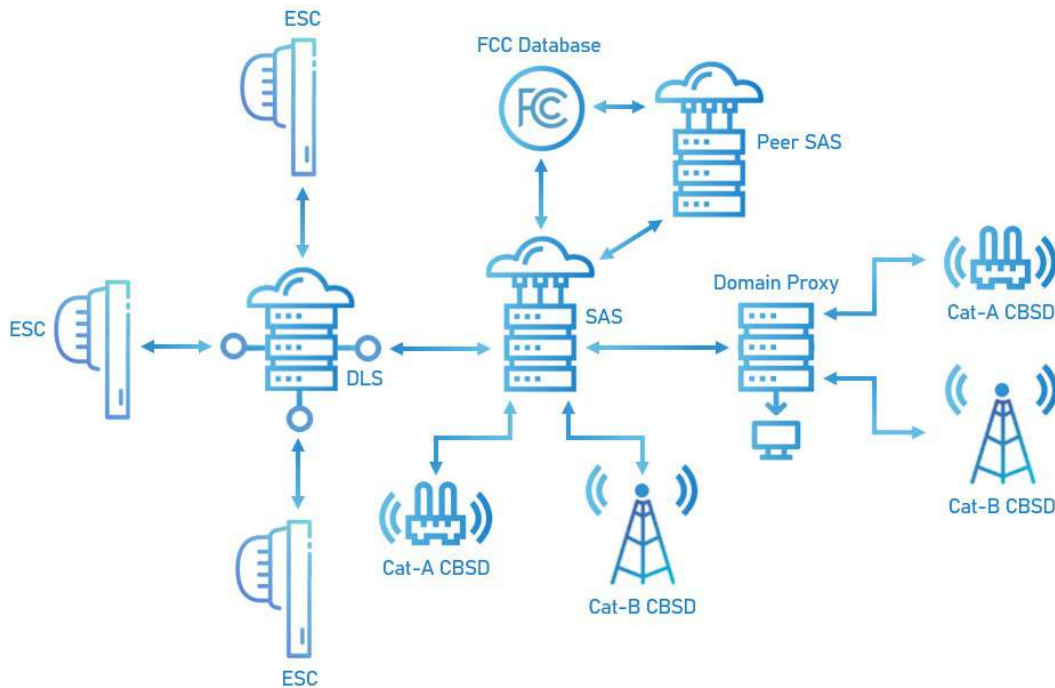 ESC
FCC Database
FCC
Peer SAS
ESC
DLS
SAS
Domain Proxy
Cat-A CBSD
Cat-B CBSD
Cat-A CBSD
Cat-B CBSD
ESC